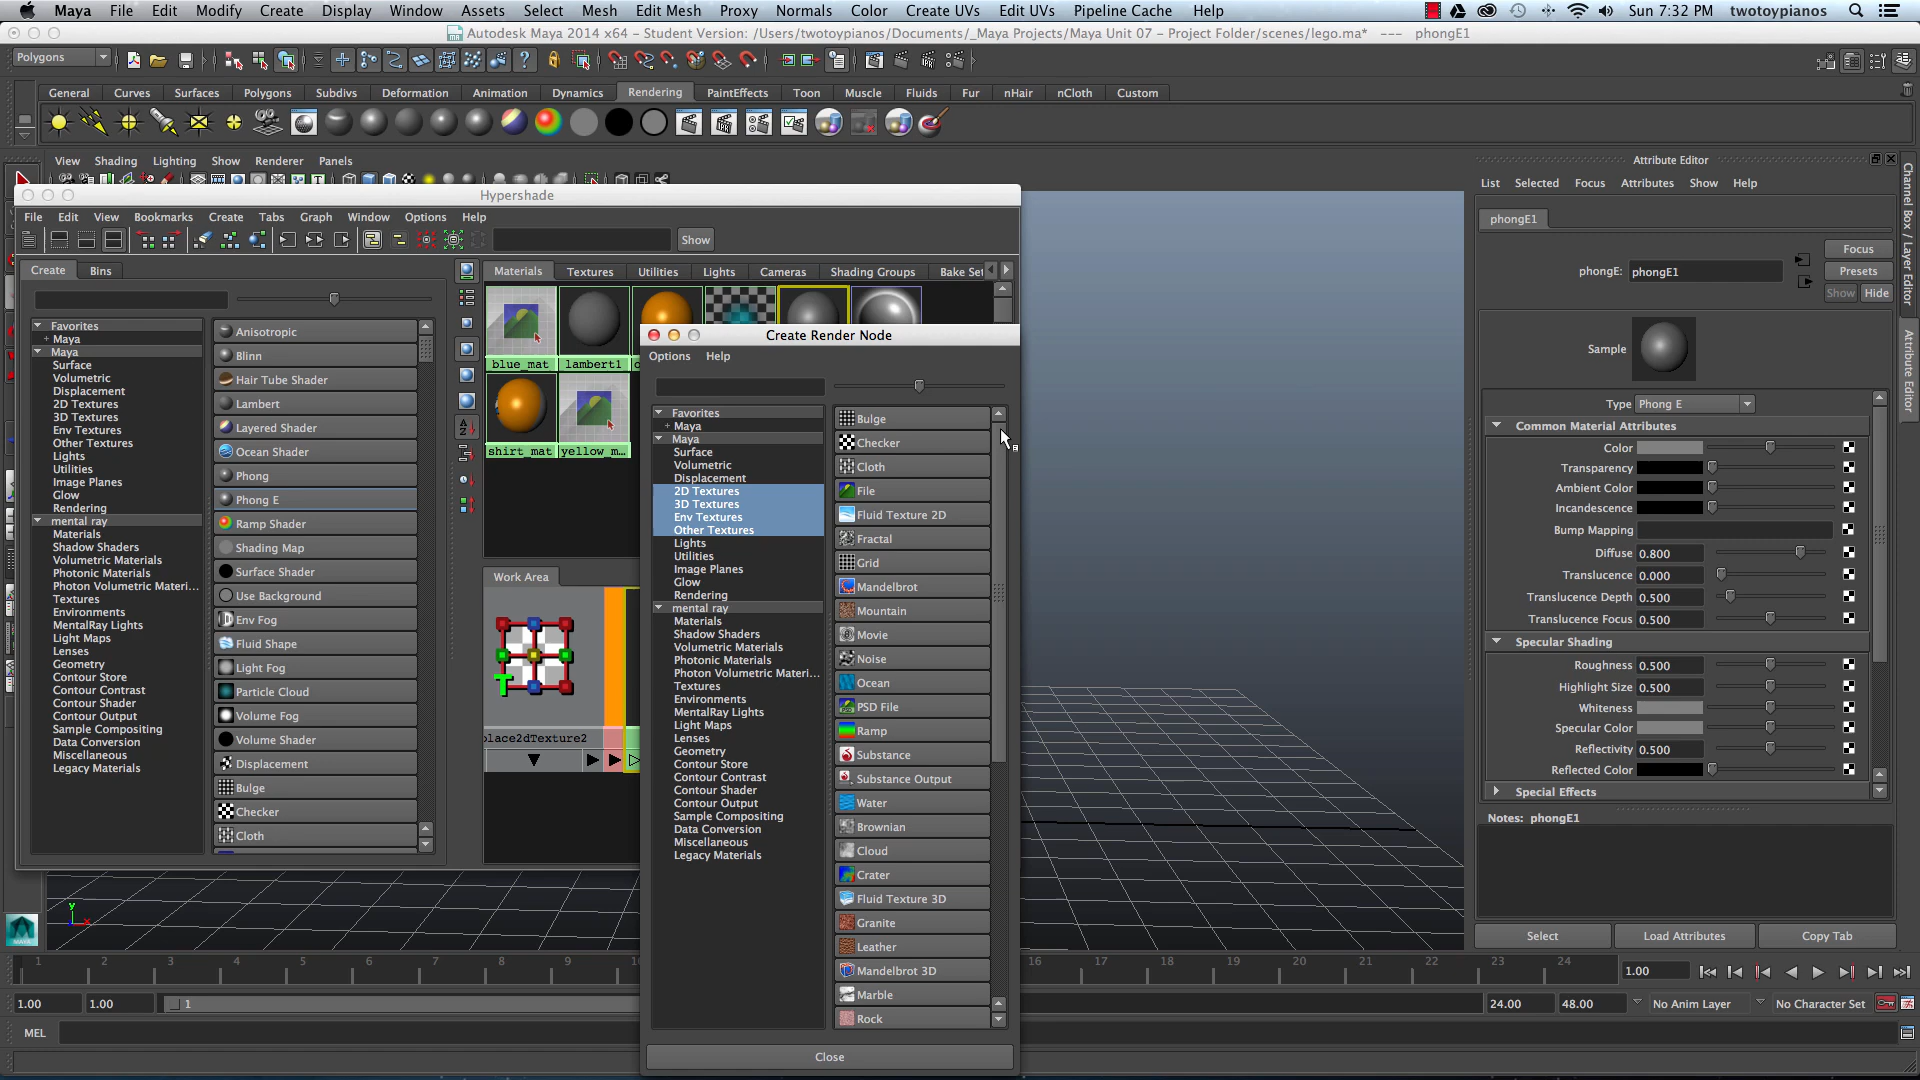 Maya File Edit Modify Create Display Window Assets Select Mesh Edit Mesh Proxy Normals Color Create UVs Edit UVs Pipeline Cache Help Sun 7:32 PM twotoypianos
Autodesk Maya 2014 x64 – Student Version: /Users/twotoypianos/Documents/_Maya Projects/Maya Unit 07 – Project Folder/scenes/lego.ma* --- phongE1
Polygons
General Curves Surfaces Polygons Subdivs Deformation Animation Dynamics Rendering PaintEffects Toon Muscle Fluids Fur nHair nCloth Custom
View Shading Lighting Show Renderer Panels
Hypershade
File Edit View Bookmarks Create Tabs Graph Window Options Help
Show
Create Bins
Favorites
+ Maya
Maya
Surface
Volumetric
Displacement
2D Textures
3D Textures
Env Textures
Other Textures
Lights
Utilities
Image Planes
Glow
Rendering
mental ray
Materials
Shadow Shaders
Volumetric Materials
Photonic Materials
Photon Volumetric Materi...
Textures
Environments
MentalRay Lights
Light Maps
Lenses
Geometry
Contour Store
Contour Contrast
Contour Shader
Contour Output
Sample Compositing
Data Conversion
Miscellaneous
Legacy Materials
Anisotropic
Blinn
Hair Tube Shader
Lambert
Layered Shader
Ocean Shader
Phong
Phong E
Ramp Shader
Shading Map
Surface Shader
Use Background
Env Fog
Fluid Shape
Light Fog
Particle Cloud
Volume Fog
Volume Shader
Displacement
Bulge
Checker
Cloth
Materials Textures Utilities Lights Cameras Shading Groups Bake Set
blue_mat lambert1
shirt_mat yellow_m...
Work Area
place2dTexture2
Create Render Node
Options Help
Favorites
+ Maya
Maya
Surface
Volumetric
Displacement
2D Textures
3D Textures
Env Textures
Other Textures
Lights
Utilities
Image Planes
Glow
Rendering
mental ray
Materials
Shadow Shaders
Volumetric Materials
Photonic Materials
Photon Volumetric Materi...
Textures
Environments
MentalRay Lights
Light Maps
Lenses
Geometry
Contour Store
Contour Contrast
Contour Shader
Contour Output
Sample Compositing
Data Conversion
Miscellaneous
Legacy Materials
Bulge
Checker
Cloth
File
Fluid Texture 2D
Fractal
Grid
Mandelbrot
Mountain
Movie
Noise
Ocean
PSD File
Ramp
Substance
Substance Output
Water
Brownian
Cloud
Crater
Fluid Texture 3D
Granite
Leather
Mandelbrot 3D
Marble
Rock
Close
Attribute Editor
List Selected Focus Attributes Show Help
phongE1
Focus
phongE: phongE1 Presets
Show Hide
Sample
Type Phong E
Common Material Attributes
Color
Transparency
Ambient Color
Incandescence
Bump Mapping
Diffuse 0.800
Translucence 0.000
Translucence Depth 0.500
Translucence Focus 0.500
Specular Shading
Roughness 0.500
Highlight Size 0.500
Whiteness
Specular Color
Reflectivity 0.500
Reflected Color
Special Effects
Notes: phongE1
Select Load Attributes Copy Tab
Channel Box / Layer Editor
Attribute Editor
1 2 3 4 5 6 7 8 9 10 16 17 18 19 20 21 22 23 24 1.00
1.00 1.00 1 24.00 48.00 No Anim Layer No Character Set
MEL